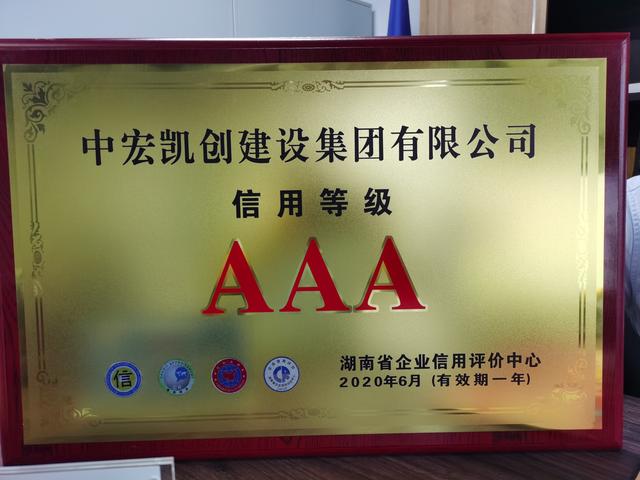 中宏凯创建设集团有限公司
信用等级
AAA
信
湖南省企业信用评价中心
2020年6月 (有效期一年)